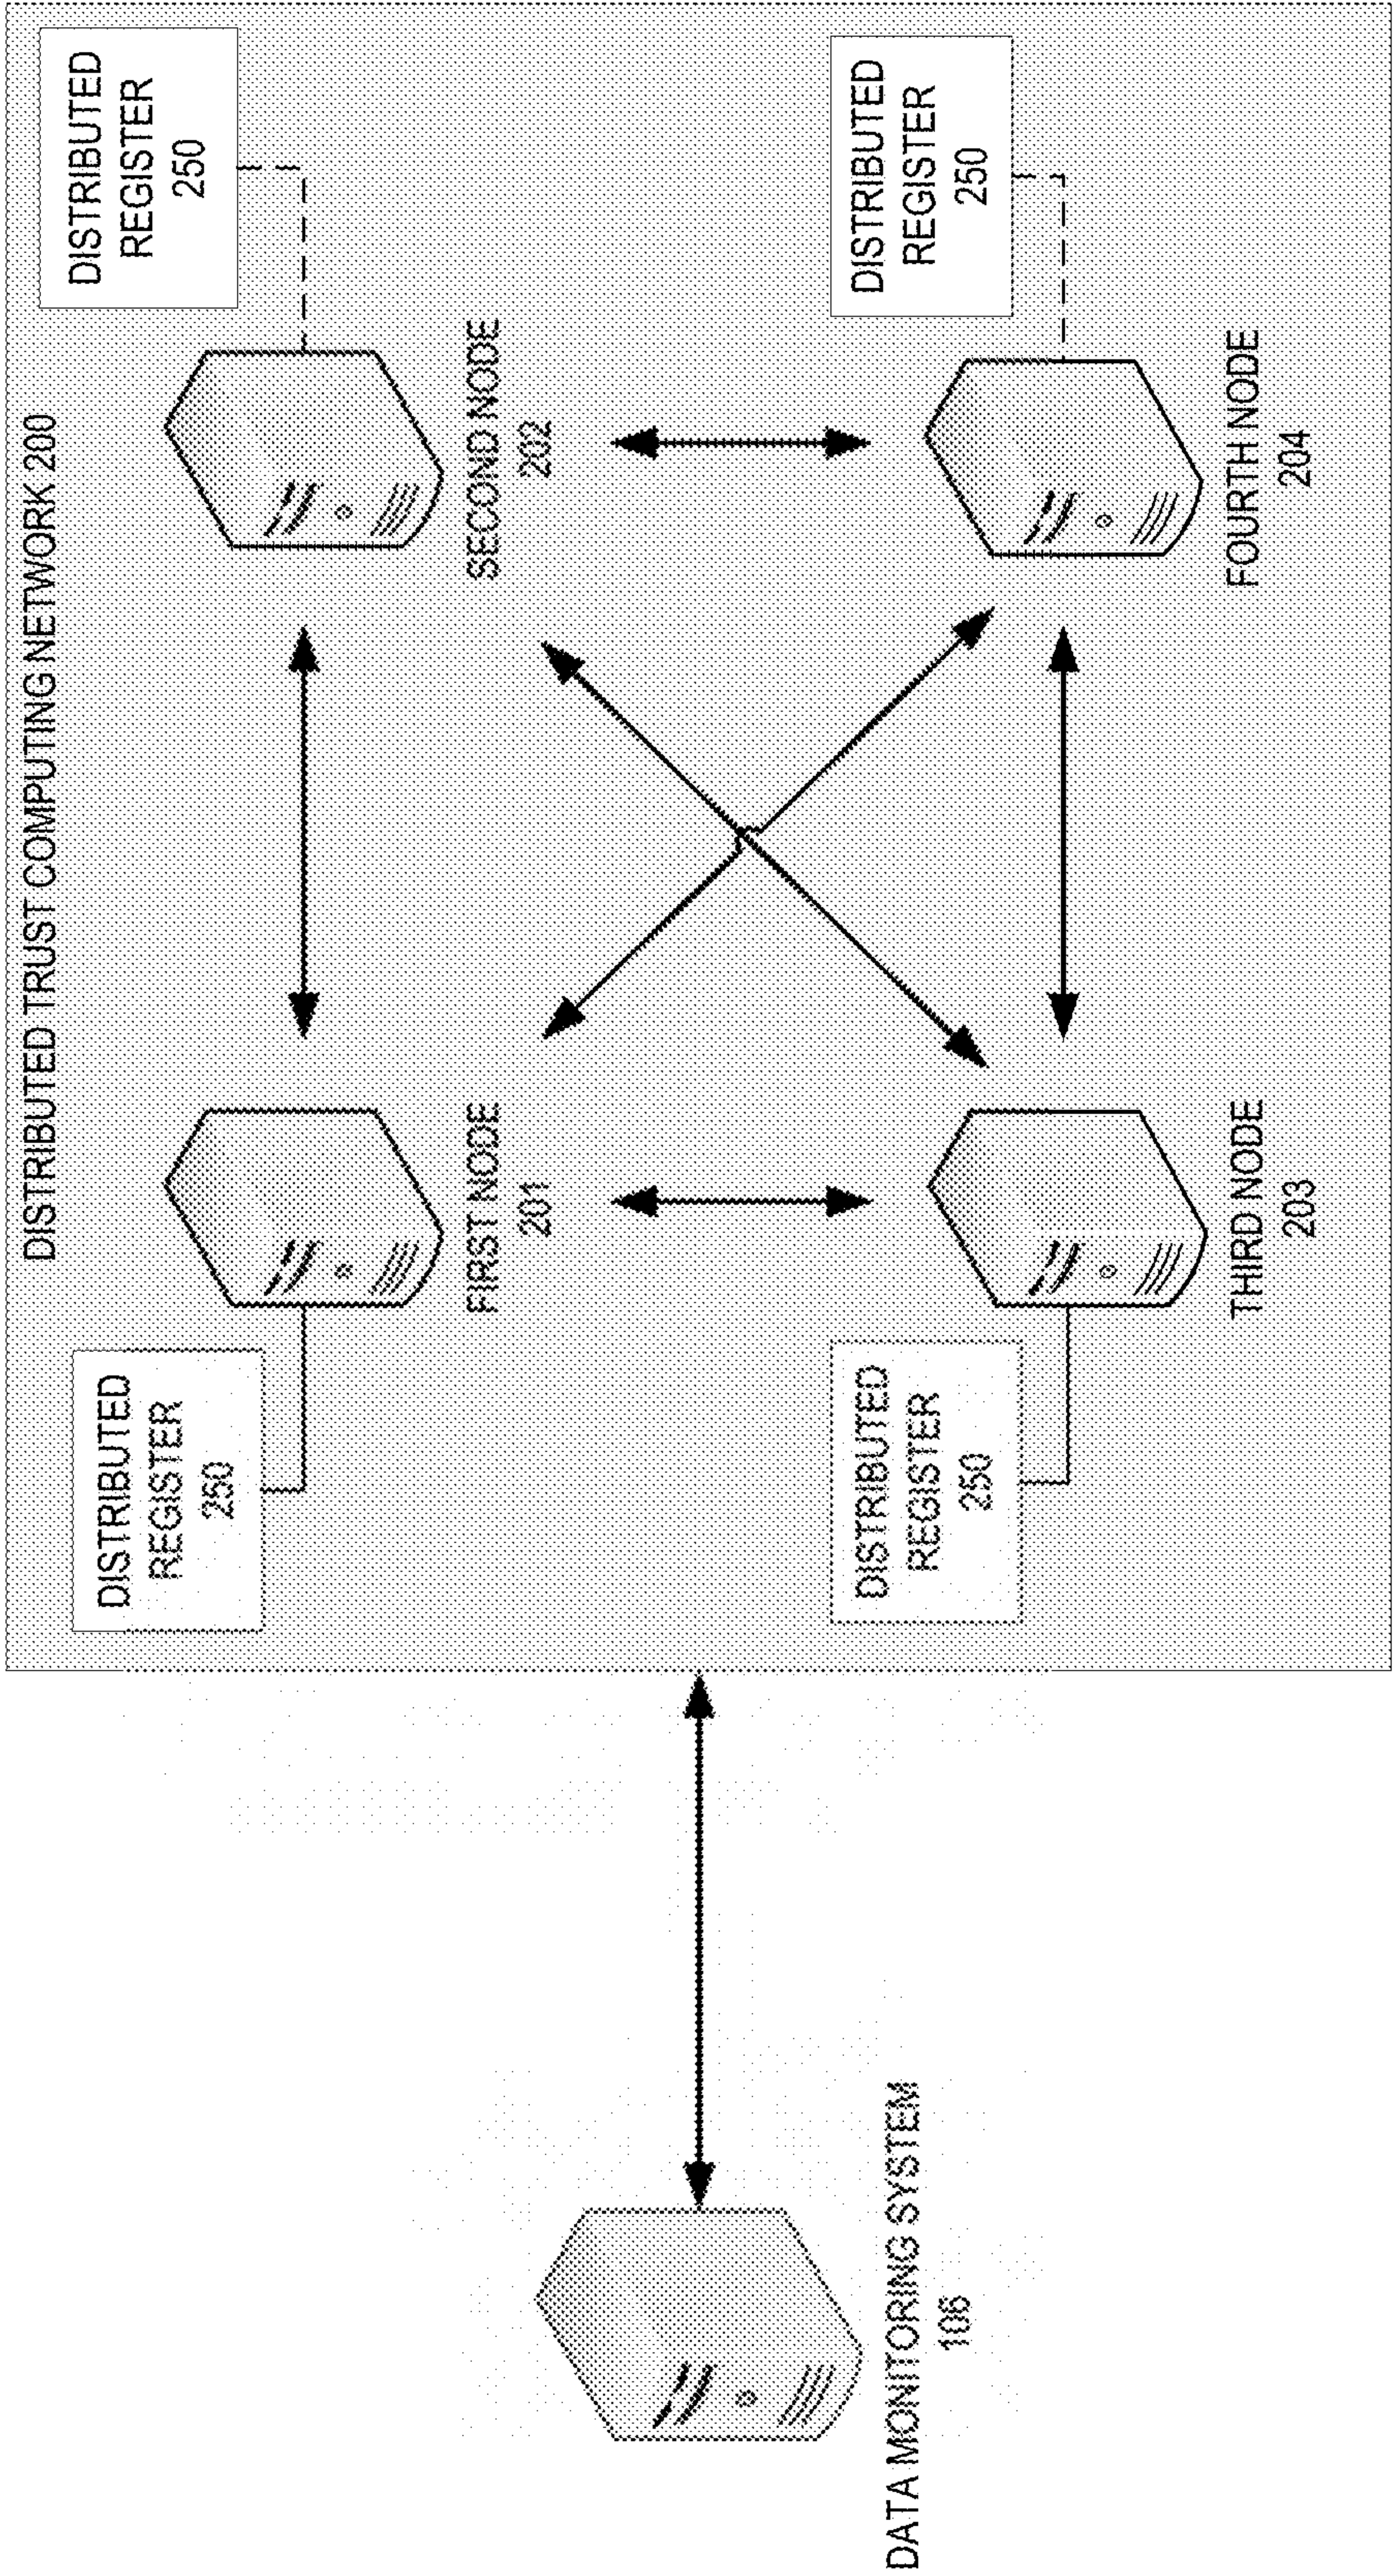 DISTRIBUTED TRUST COMPUTING NETWORK 200
DISTRIBUTED
REGISTER
250
DISTRIBUTED
REGISTER
250
FIRST NODE
201
SECOND NODE
202
DISTRIBUTED
REGISTER
250
DISTRIBUTED
REGISTER
250
THIRD NODE
203
FOURTH NODE
204
DATA MONITORING SYSTEM
106